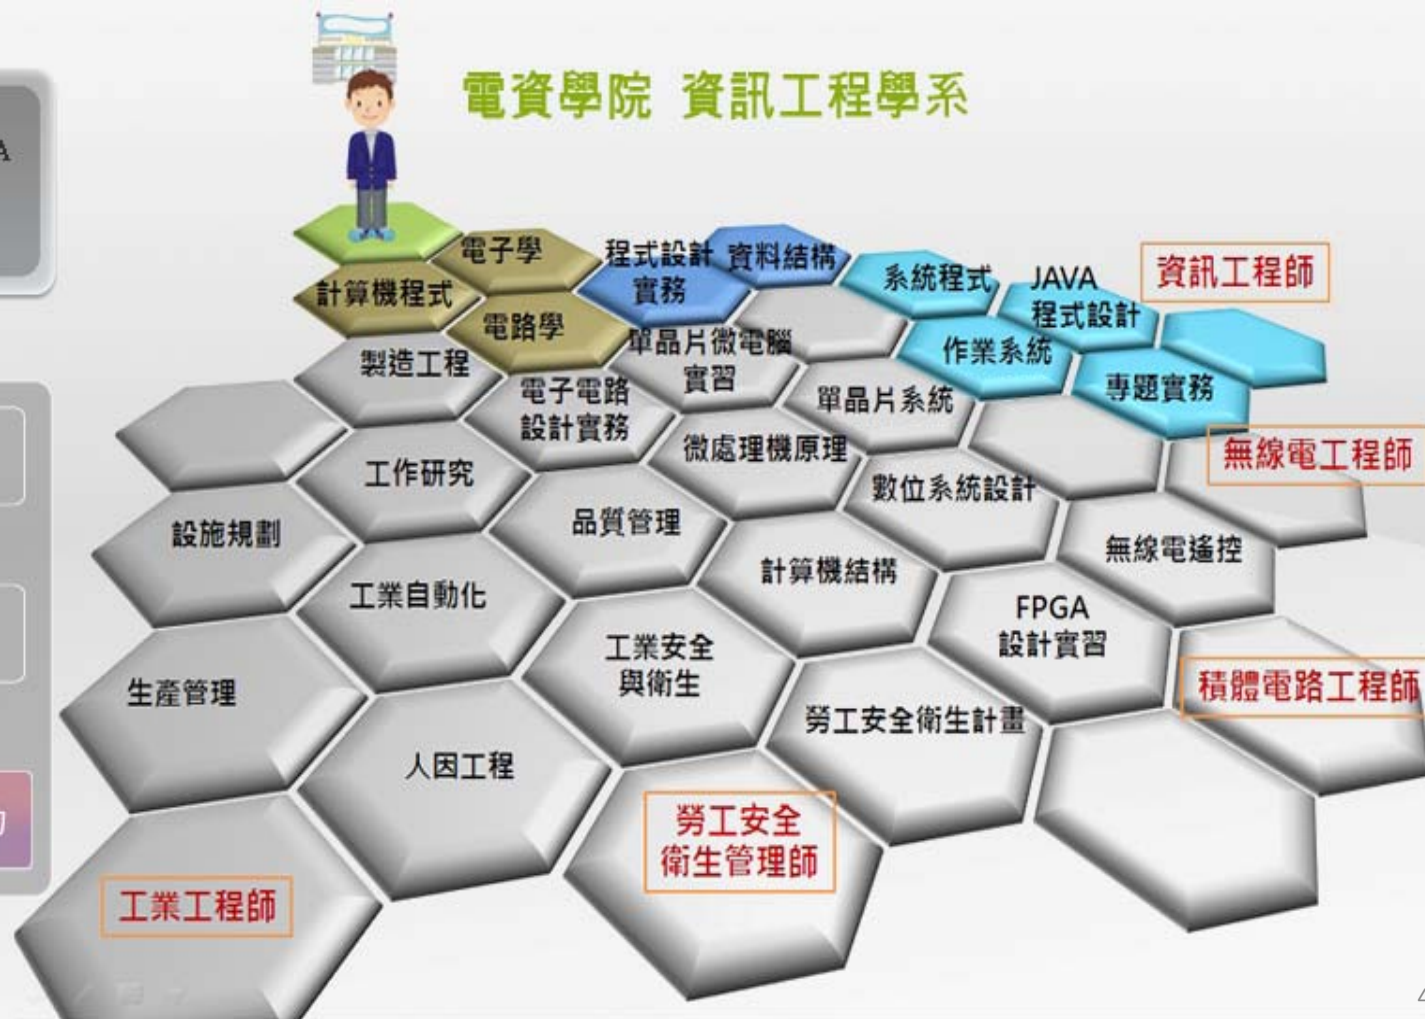 電資學院 資訊工程學系
電子學
程式設計
實務
資料結構
系統程式
JAVA
程式設計
資訊工程師
計算機程式
電路學
單晶片微電腦
實習
作業系統
專題實務
製造工程
電子電路
設計實務
單晶片系統
無線電工程師
工作研究
微處理機原理
數位系統設計
設施規劃
品質管理
計算機結構
無線電遙控
工業自動化
工業安全
與衛生
FPGA
設計實習
生產管理
勞工安全衛生計畫
積體電路工程師
人因工程
勞工安全
衛生管理師
工業工程師